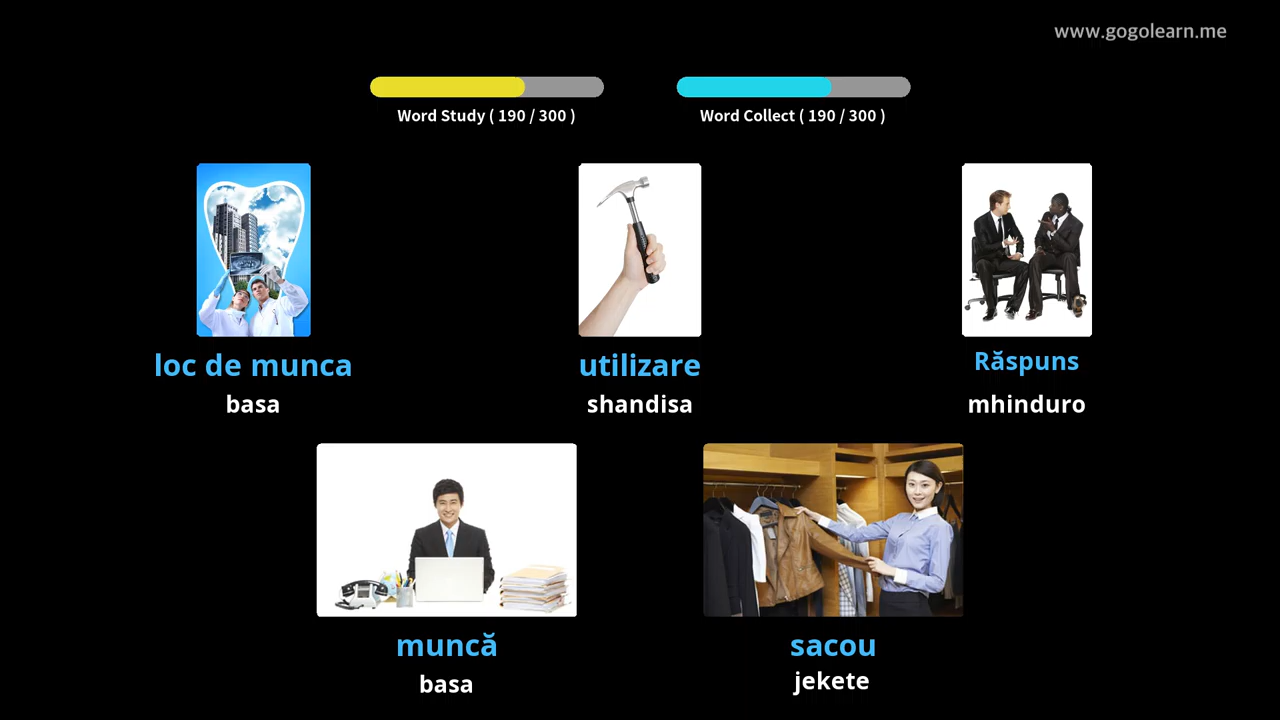 www.gogolearn.me
Word Study ( 190 / 300 )
Word Collect ( 190 / 300 )
loc de munca
utilizare
Răspuns
basa
shandisa
mhinduro
muncă
sacou
basa
jekete